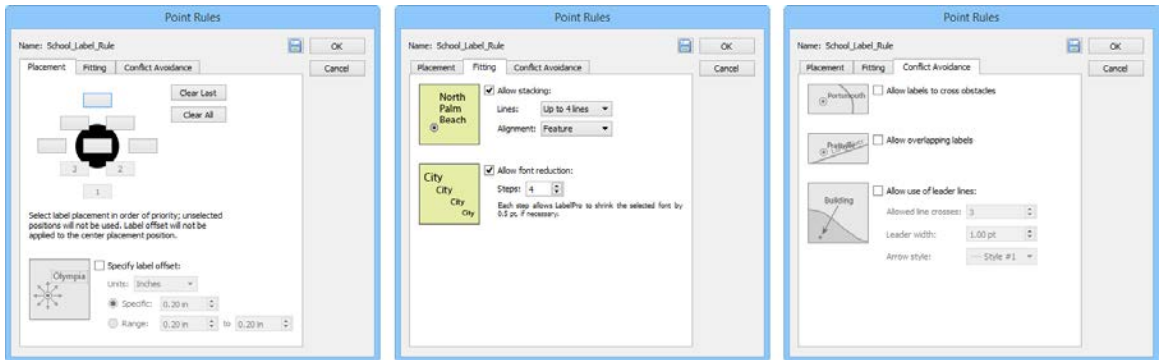 Point Rules
Name: School_Label_Rule
OK
Cancel
Placement Fitting Conflict Avoidance
Clear Last
Clear All
3 2
1
Select label placement in order of priority; unselected
positions will not be used. Label offset will not be
applied to the center placement position.
Olympia
Specify label offset:
Units: Inches
Specific: 0.20 in
Range: 0.20 in to 0.20 in
Point Rules
Name: School_Label_Rule
OK
Cancel
Placement Fitting Conflict Avoidance
North
Palm
Beach
Allow stacking:
Lines: Up to 4 lines
Alignment: Feature
City
City
City
City
Allow font reduction:
Steps: 4
Each step allows LabelPro to shrink the selected font by
0.5 pt, if necessary.
Point Rules
Name: School_Label_Rule
OK
Cancel
Placement Fitting Conflict Avoidance
Portsmouth
Allow labels to cross obstacles
Allow overlapping labels
Building
Allow use of leader lines:
Allowed line crosses: 3
Leader width: 1.00 pt
Arrow style: Style #1